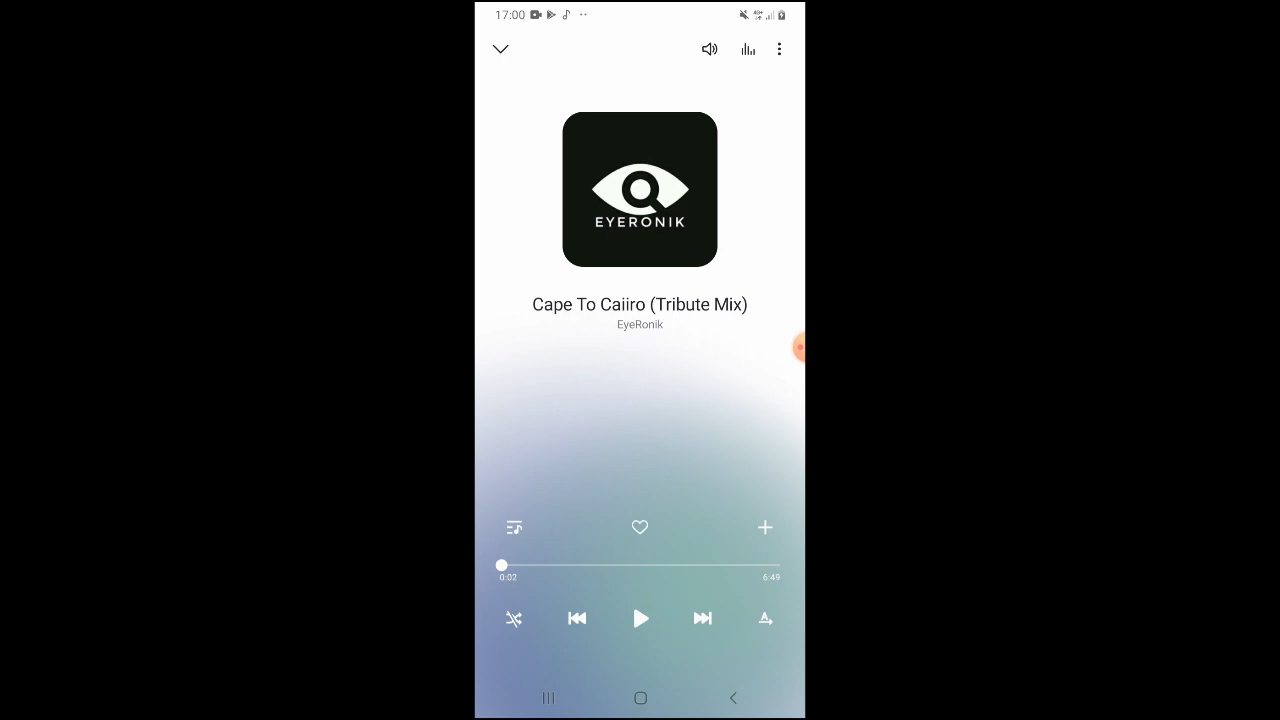 17:00
EYERONIK
Cape To Caiiro (Tribute Mix)
EyeRonik
0:02
6:49